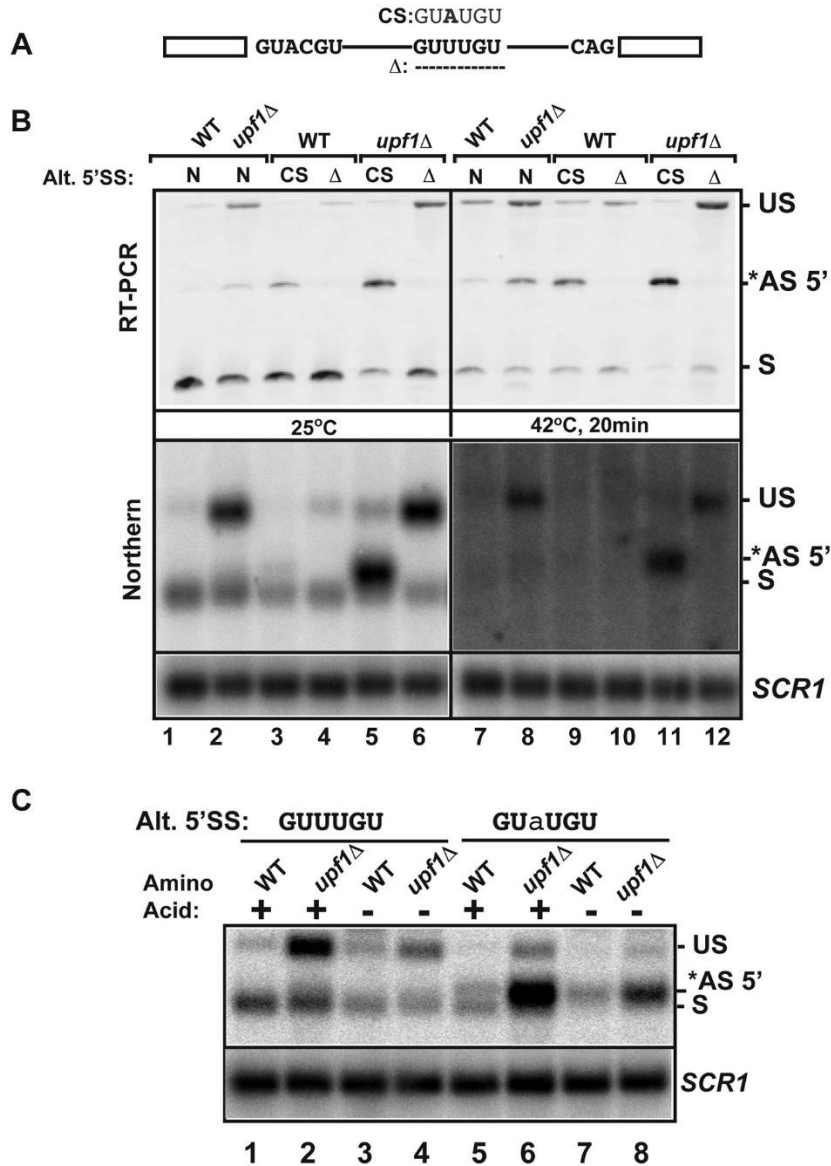 A
CS:GUAUGU
GUACGU GUUUGU CAG
Δ: -------------
B
WT upf1Δ WT upf1Δ WT upf1Δ WT upf1Δ
Alt. 5'SS: N N CS Δ CS Δ N N CS Δ CS Δ
RT-PCR
- US
-*AS 5'
- S
25°C 42°C, 20min
Northern
- US
-*AS 5'
- S
SCR1
1 2 3 4 5 6 7 8 9 10 11 12
C
Alt. 5'SS: GUUUGU GUaUGU
Amino WT upf1Δ WT upf1Δ WT upf1Δ WT upf1Δ
Acid: + + - - + + - -
- US
*AS 5'
- S
SCR1
1 2 3 4 5 6 7 8